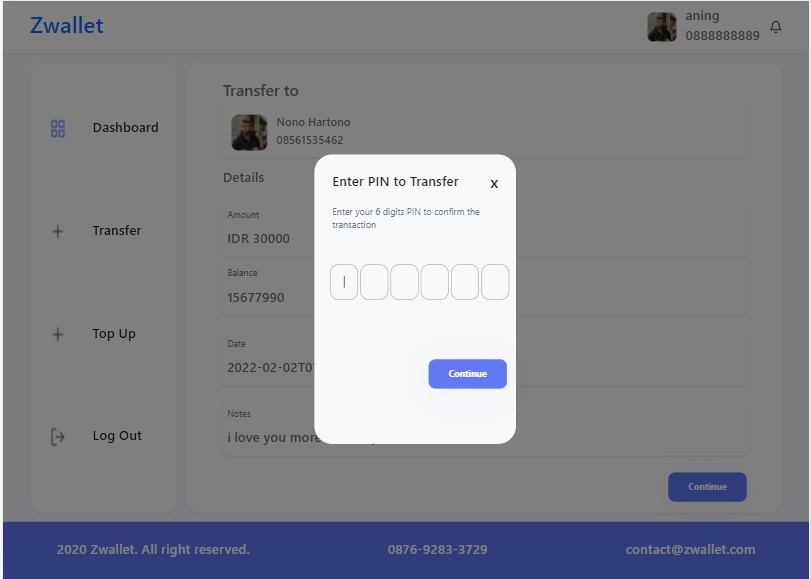 Zwallet
aning
0888888889
Dashboard
Transfer
Top Up
Log Out
Transfer to
Nono Hartono
08561535462
Details
Amount
IDR 30000
Balance
15677990
Date
2022-02-02T0
Notes
i love you more
Continue
Enter PIN to Transfer
X
Enter your 6 digits PIN to confirm the
transaction
Continue
2020 Zwallet. All right reserved.
0876-9283-3729
contact@zwallet.com